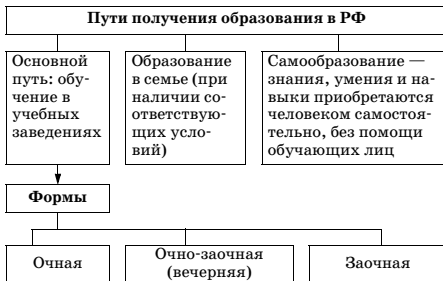 Пути получения образования в РФ
Основной
путь: обу-
чение в
учебных
заведениях
Образование
в семье (при
наличии со-
ответствую-
щих усло-
вий)
Самообразование —
знания, умения и на-
выки приобретаются
человеком самостоя-
тельно, без помощи
обучающих лиц
Формы
Очная
Очно-заочная
(вечерняя)
Заочная